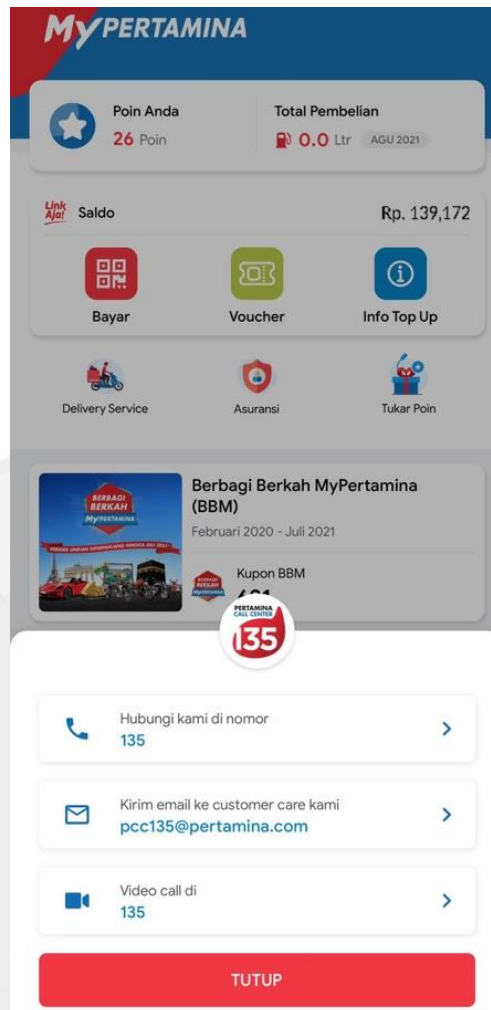 MyPERTAMINA
Poin Anda
26 Poin
Total Pembelian
0.0 Ltr AGU 2021
Link Aja!
Saldo
Rp. 139,172
Bayar
Voucher
Info Top Up
Delivery Service
Asuransi
Tukar Poin
BERBAGI
BERKAH
MyPERTAMINA
Berbagi Berkah MyPertamina
(BBM)
Februari 2020 - Juli 2021
Kupon BBM
PERTAMINA
CALL CENTER
135
Hubungi kami di nomor
135
Kirim email ke customer care kami
pcc135@pertamina.com
Video call di
135
TUTUP